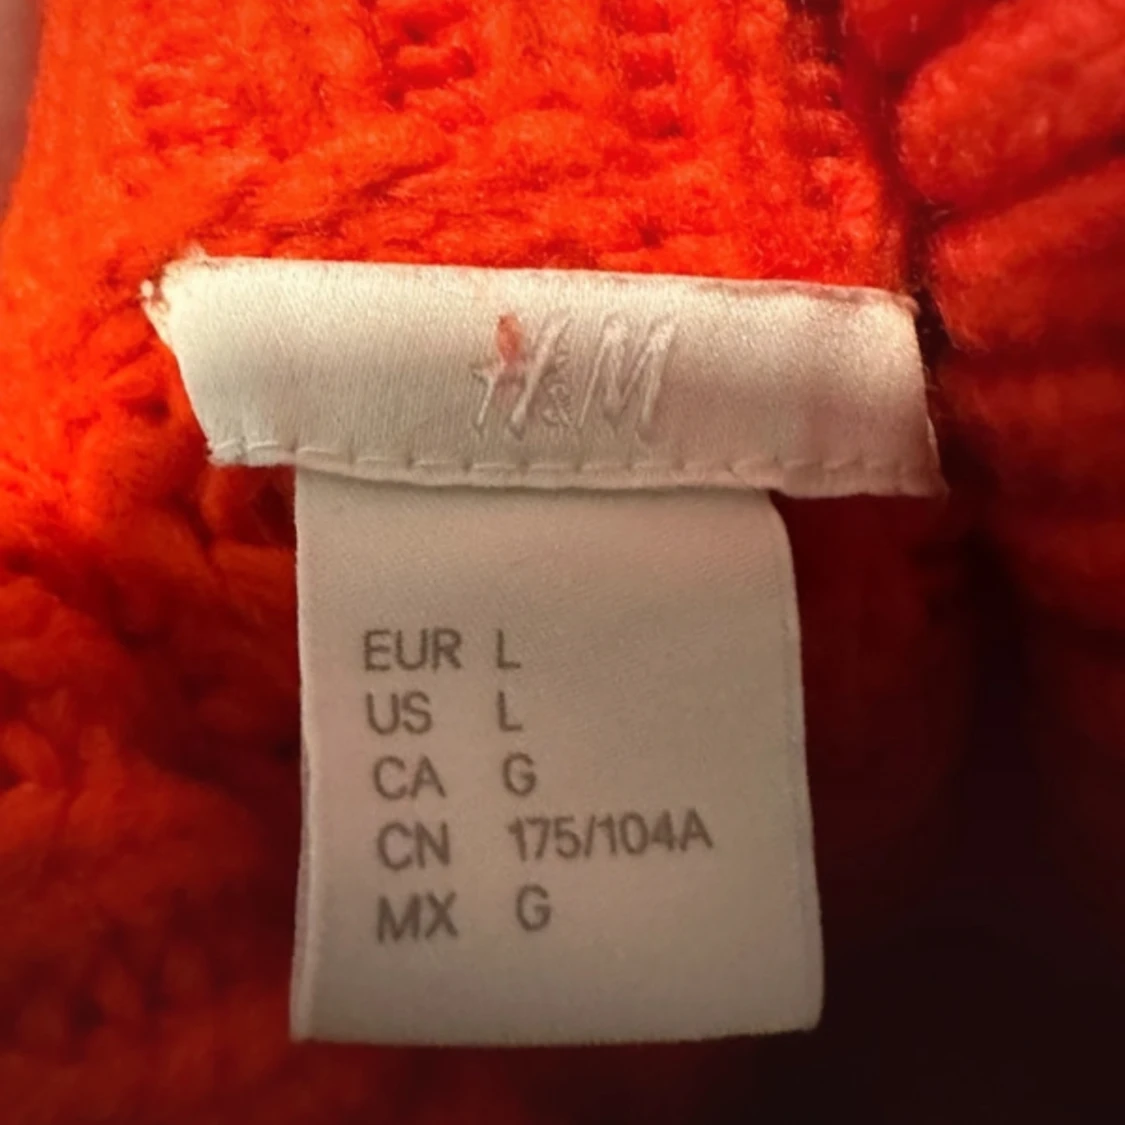 H&M
EUR L
US L
CA G
CN 175/104A
MX G